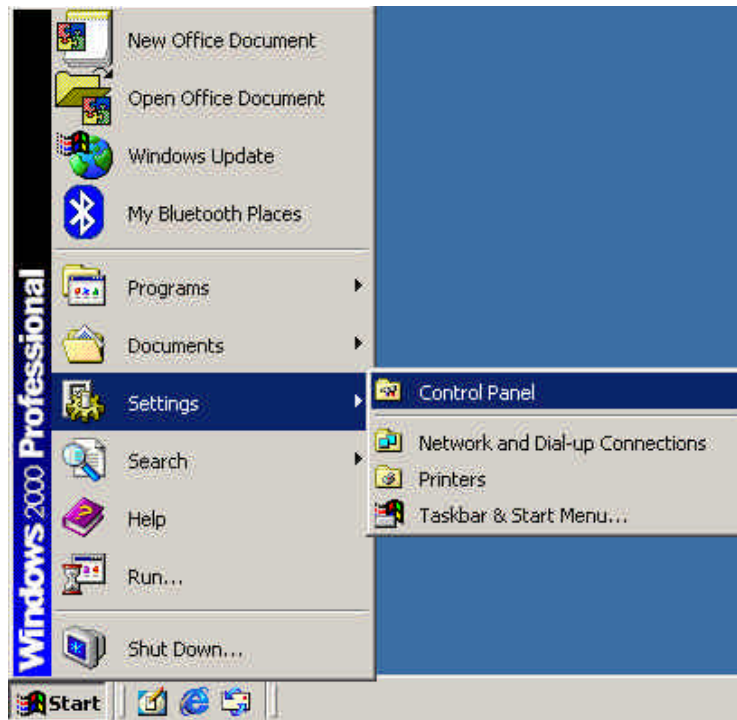 New Office Document
Open Office Document
Windows Update
My Bluetooth Places
Programs
Documents
Settings
Search
Help
Run...
Shut Down...
Control Panel
Network and Dial-up Connections
Printers
Taskbar & Start Menu...
Windows 2000 Professional
Start